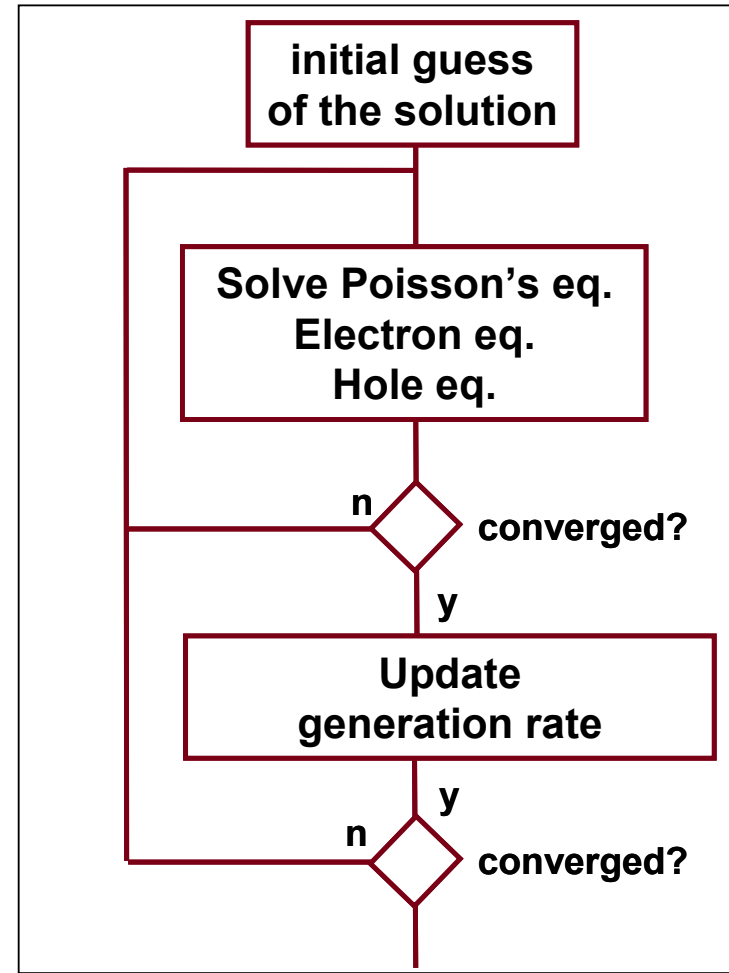 initial guess
of the solution
Solve Poisson's eq.
Electron eq.
Hole eq.
n
converged?
y
Update
generation rate
y
n
converged?